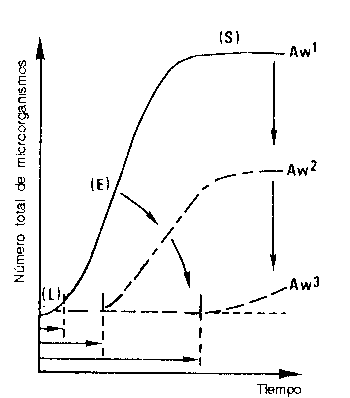 (S)
Aw¹
Número total de microorganismos
(E)
Aw²
(L)
Aw³
Tiempo